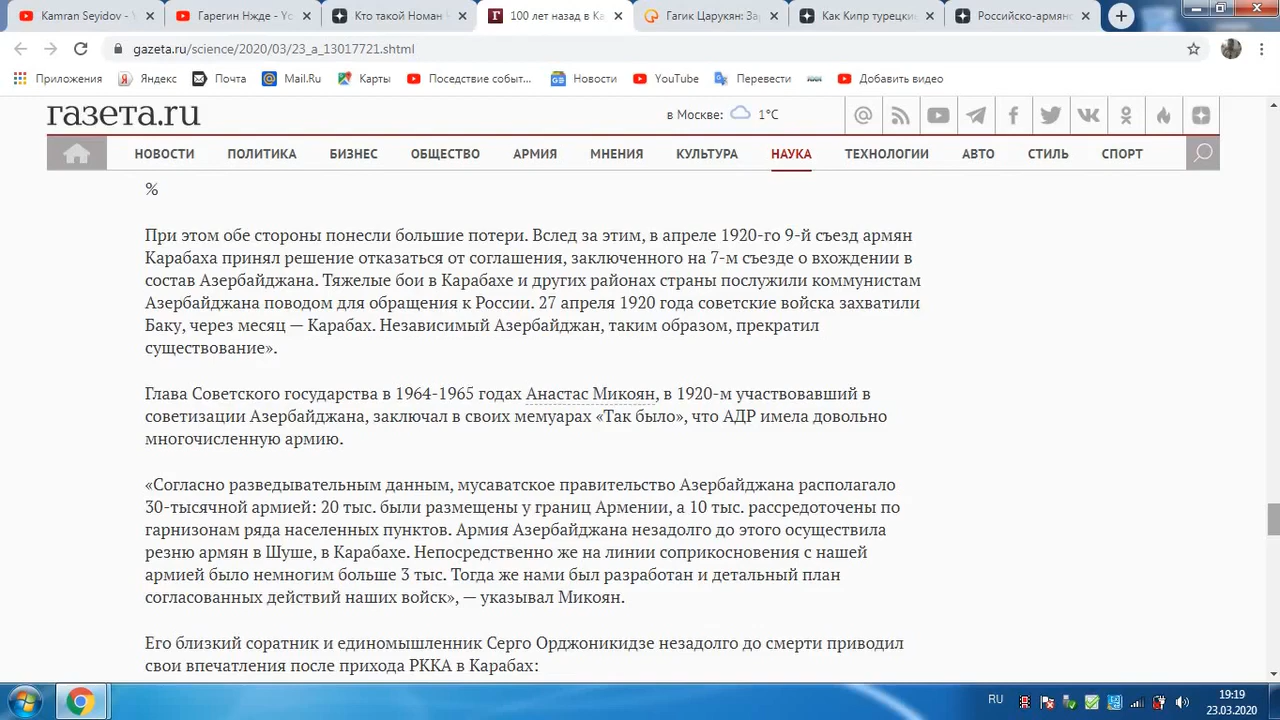 Kamrah Seyidov - Y
Гарегин Нжде - Yo
Кто такой Ндман Ч
100 лет назад в Ка
Гагик Царукян: Зар
Как Кипр турецким
Российско-армянс
gazeta.ru/science/2020/03/23_a_13017721.shtml
Приложения
Яндекс
Почта
Mail.Ru
Карты
Поседствие событ...
Новости
YouTube
Перевести
Добавить видео
газета.ru
в Москве: 1°C
НОВОСТИ ПОЛИТИКА БИЗНЕС ОБЩЕСТВО АРМИЯ МНЕНИЯ КУЛЬТУРА НАУКА ТЕХНОЛОГИИ АВТО СТИЛЬ СПОРТ
%
При этом обе стороны понесли большие потери. Вслед за этим, в апреле 1920-го 9-й съезд армян
Карабаха принял решение отказаться от соглашения, заключенного на 7-м съезде о вхождении в
состав Азербайджана. Тяжелые бои в Карабахе и других районах страны послужили коммунистам
Азербайджана поводом для обращения к России. 27 апреля 1920 года советские войска захватили
Баку, через месяц — Карабах. Независимый Азербайджан, таким образом, прекратил
существование».
Глава Советского государства в 1964-1965 годах Анастас Микоян, в 1920-м участвовавший в
советизации Азербайджана, заключал в своих мемуарах «Так было», что АДР имела довольно
многочисленную армию.
«Согласно разведывательным данным, мусаватское правительство Азербайджана располагало
30-тысячной армией: 20 тыс. были размещены у границ Армении, а 10 тыс. рассредоточены по
гарнизонам ряда населенных пунктов. Армия Азербайджана незадолго до этого осуществила
резню армян в Шуше, в Карабахе. Непосредственно же на линии соприкосновения с нашей
армией было немногим больше 3 тыс. Тогда же нами был разработан и детальный план
согласованных действий наших войск», — указывал Микоян.
Его близкий соратник и единомышленник Серго Орджоникидзе незадолго до смерти приводил
свои впечатления после прихода РККА в Карабах:
RU
19:19
23.03.2020